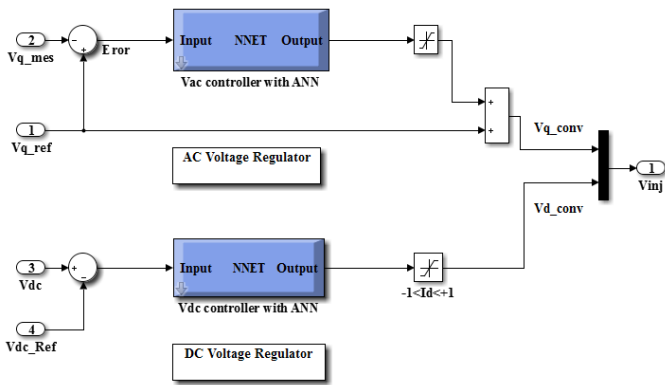 2
Vq_mes
Eror
Input NNET Output
Vac controller with ANN
1
Vq_ref
AC Voltage Regulator
Vq_conv
1
Vinj
Vd_conv
3
Vdc
Input NNET Output
Vdc controller with ANN
-1<Id<+1
4
Vdc_Ref
DC Voltage Regulator